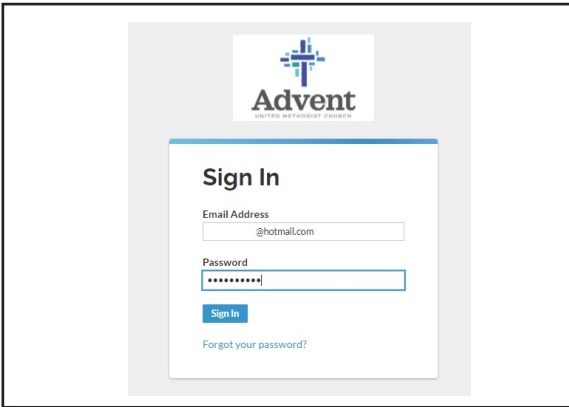 Advent
UNITED METHODIST CHURCH
Sign In
Email Address
@hotmail.com
Password
••••••••••
Sign In
Forgot your password?